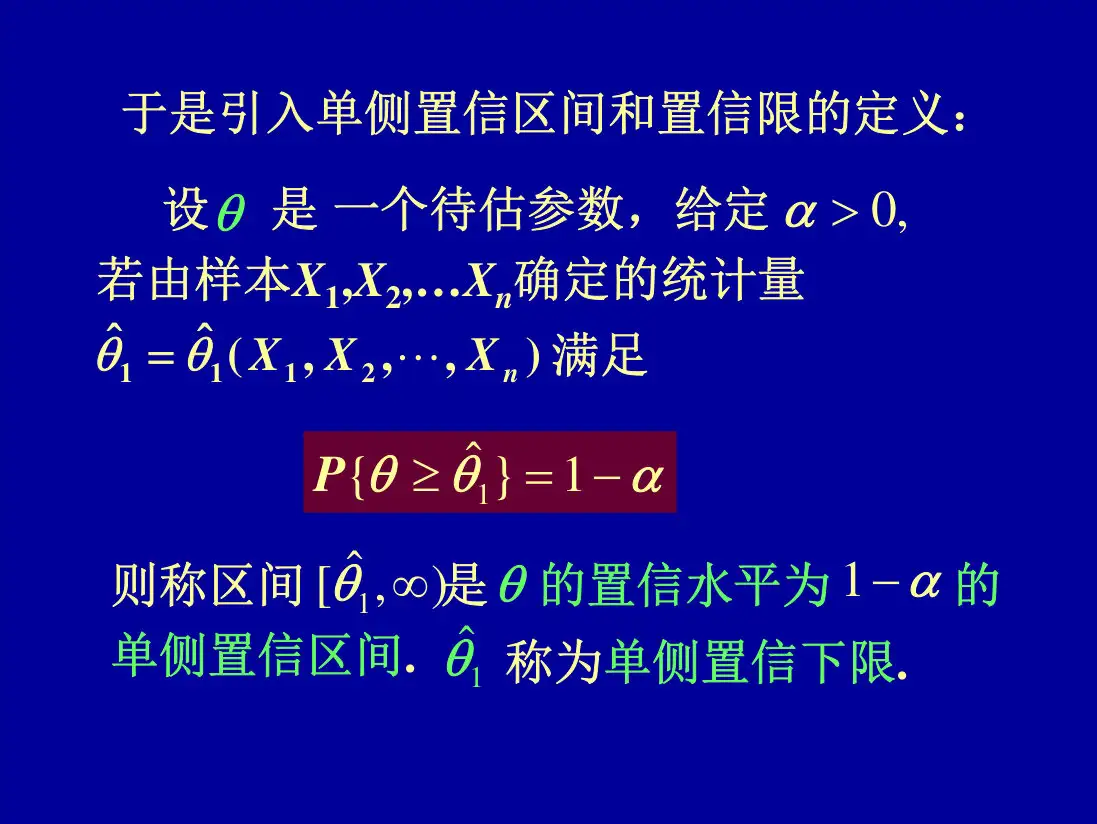 于是引入单侧置信区间和置信限的定义：
设 θ 是 一个待估参数，给定 α > 0,
若由样本X₁,X₂,…Xₙ确定的统计量
θ̂₁ = θ̂₁( X₁, X₂,⋯, Xₙ ) 满足
P{θ ≥ θ̂₁} = 1 − α
则称区间 [θ̂₁,∞)是 θ 的置信水平为 1 − α 的
单侧置信区间. θ̂₁ 称为单侧置信下限.